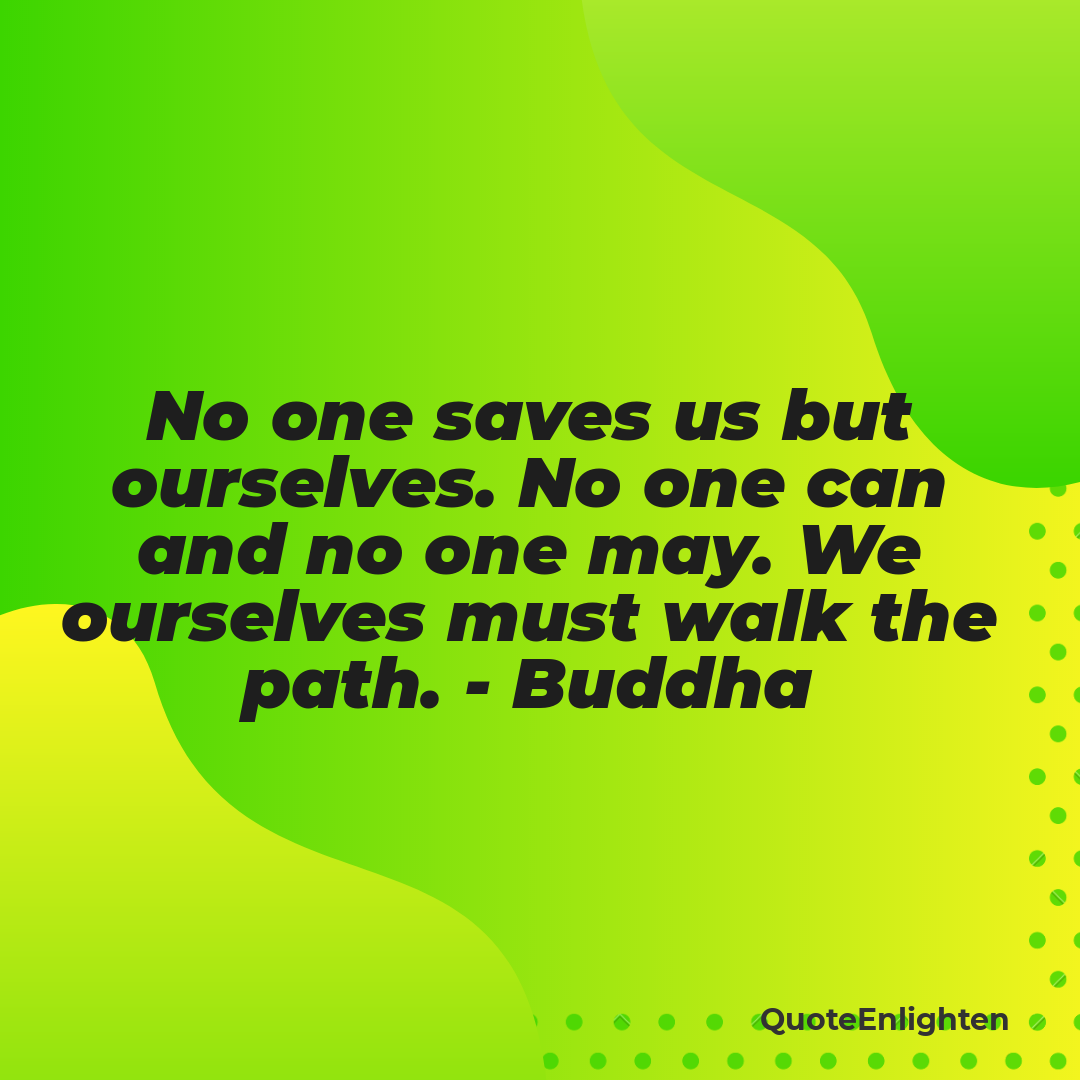 No one saves us but
ourselves. No one can
and no one may. We
ourselves must walk the
path. - Buddha
QuoteEnlighten